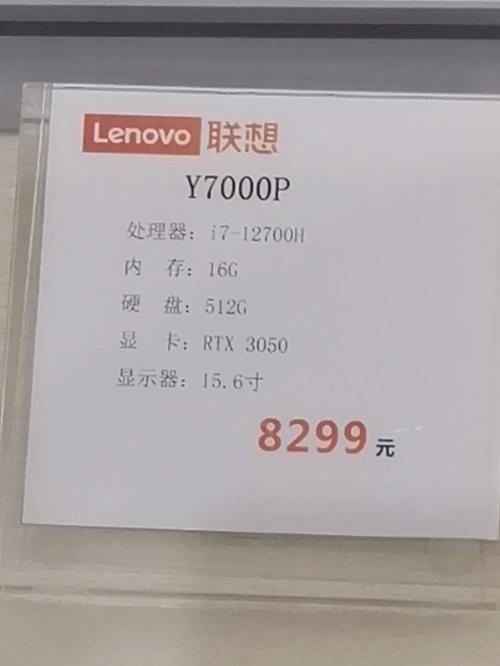 Lenovo 联想
Y7000P
处理器：i7-12700H
内 存：16G
硬 盘：512G
显 卡：RTX 3050
显示器：15.6寸
8299元